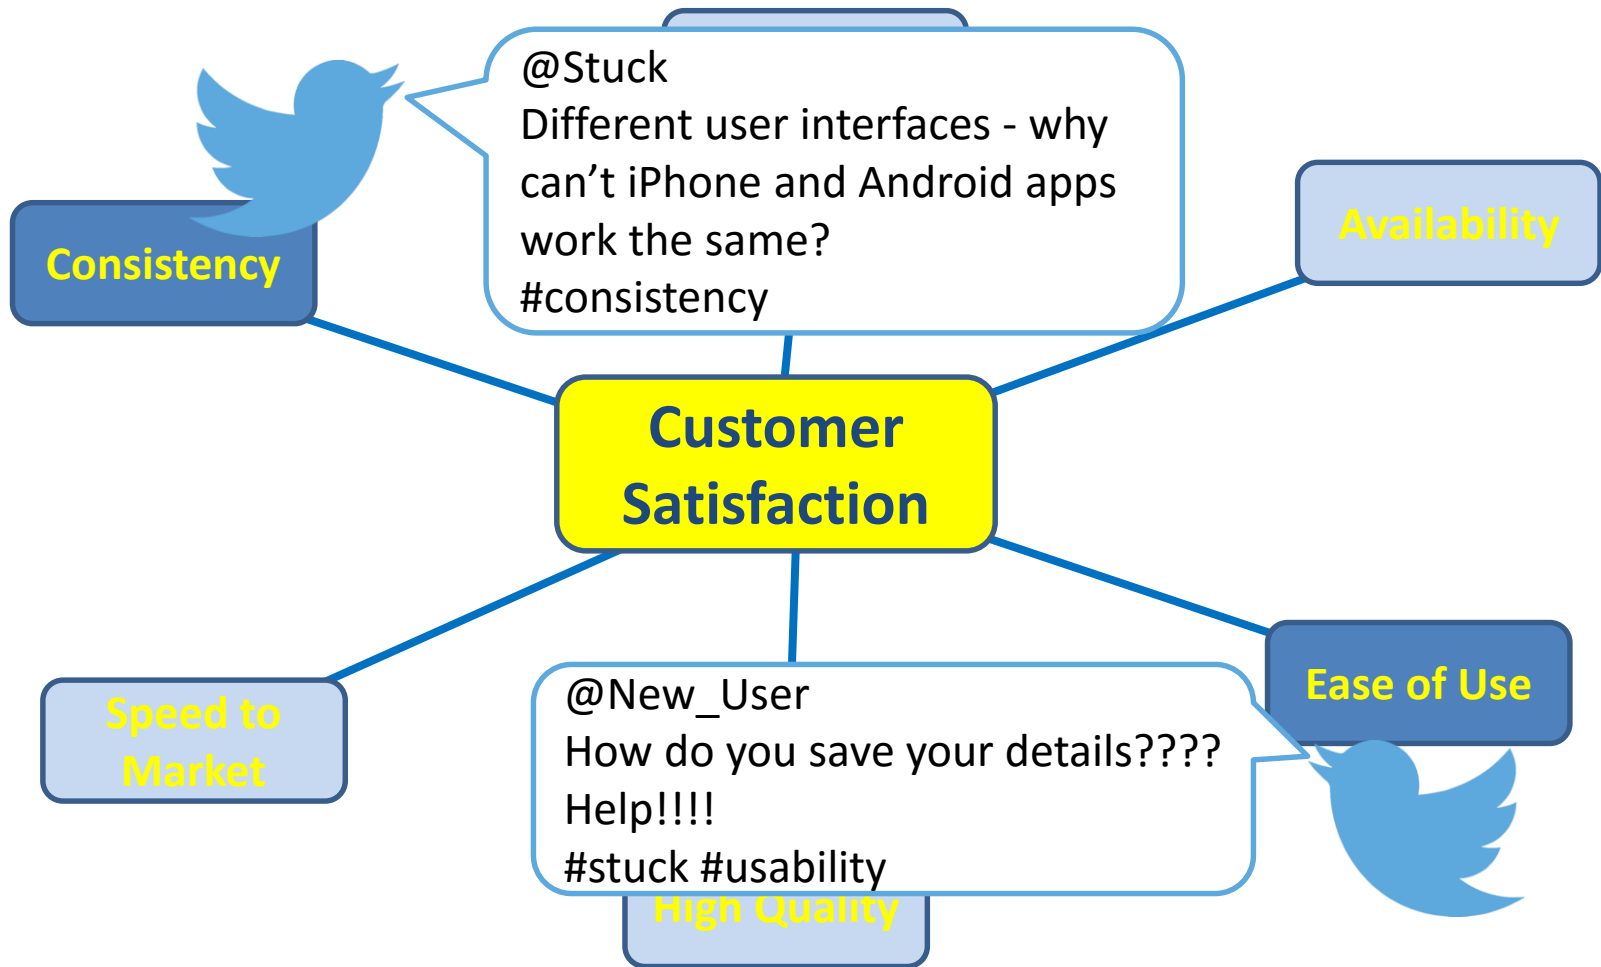 @Stuck
Different user interfaces - why
can’t iPhone and Android apps
work the same?
#consistency
Consistency
Availability
Customer
Satisfaction
Speed to
Market
Ease of Use
@New_User
How do you save your details????
Help!!!!
#stuck #usability
High Quality